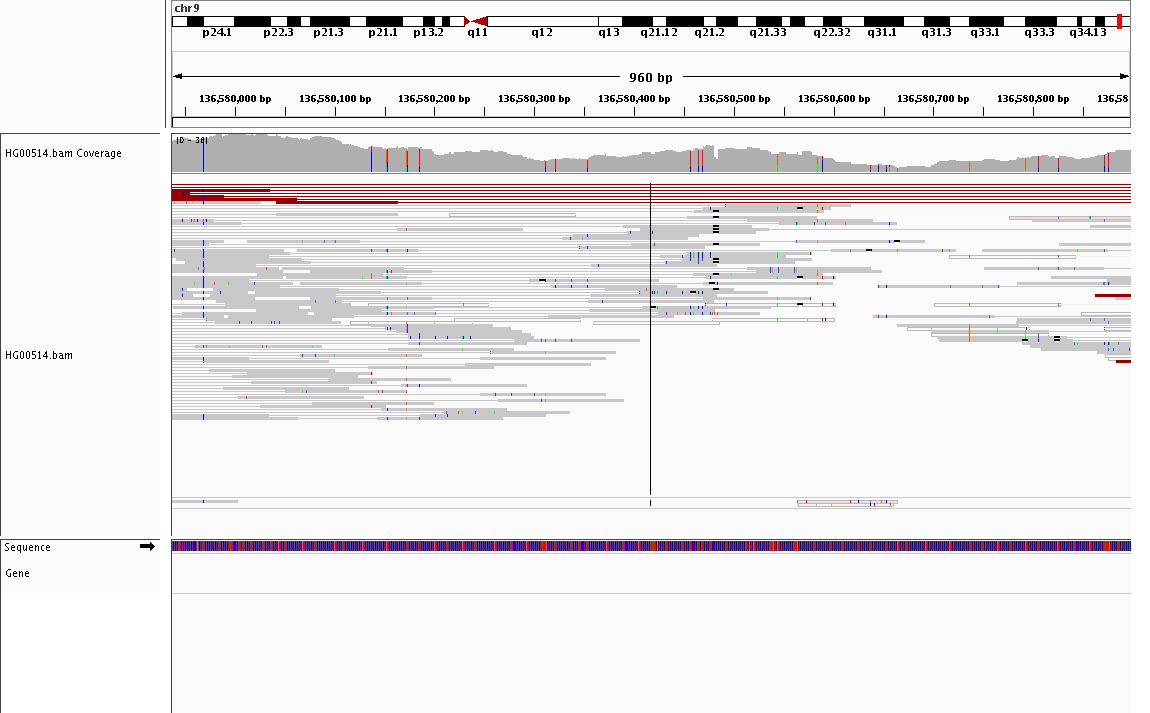 chr9
p24.1 p22.3 p21.3 p21.1 p13.2 q11 q12 q13 q21.12 q21.2 q21.33 q22.32 q31.1 q31.3 q33.1 q33.3 q34.13
960 bp
136,580,000 bp 136,580,100 bp 136,580,200 bp 136,580,300 bp 136,580,400 bp 136,580,500 bp 136,580,600 bp 136,580,700 bp 136,580,800 bp 136,58
[0 - 36]
HG00514.bam Coverage
HG00514.bam
Sequence
Gene